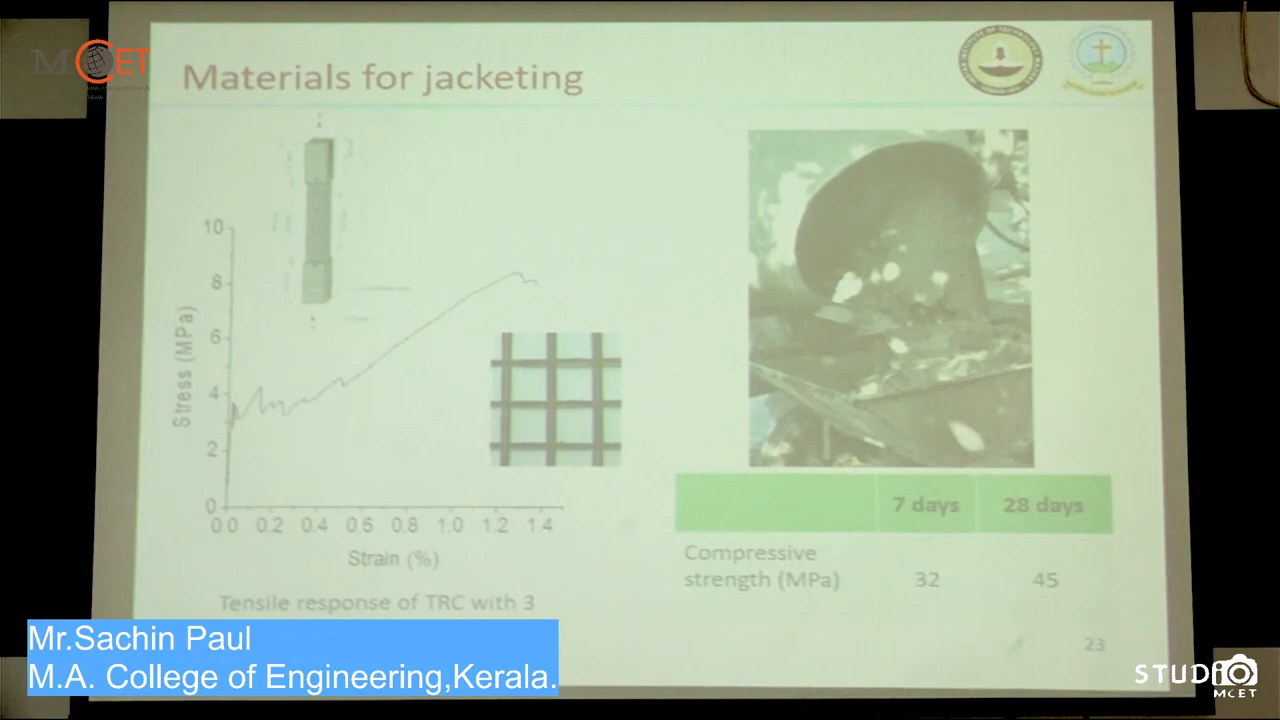 MCET
Materials for jacketing
10
8
6
4
2
0
Stress (MPa)
0.0 0.2 0.4 0.6 0.8 1.0 1.2 1.4
Strain (%)
Tensile response of TRC with 3
7 days 28 days
Compressive
strength (MPa) 32 45
23
Mr.Sachin Paul
M.A. College of Engineering,Kerala.
STUDIO
MCET